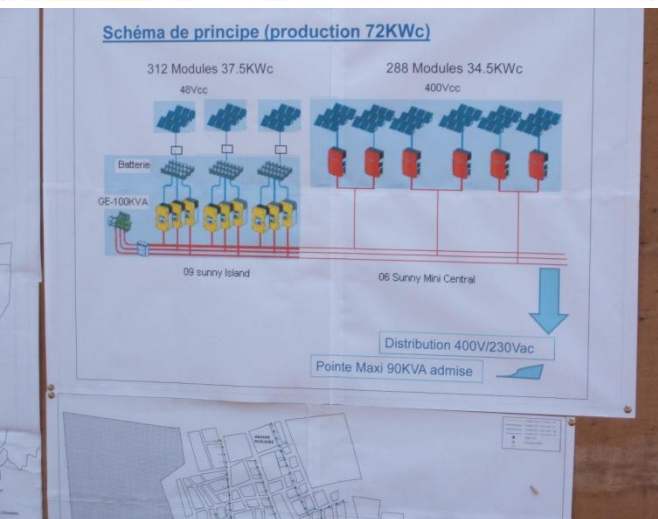 Schéma de principe (production 72KWc)
312 Modules 37.5KWc
288 Modules 34.5KWc
48Vcc
400Vcc
Batterie
GE-100KVA
09 sunny Island
06 Sunny Mini Central
Distribution 400V/230Vac
Pointe Maxi 90KVA admise